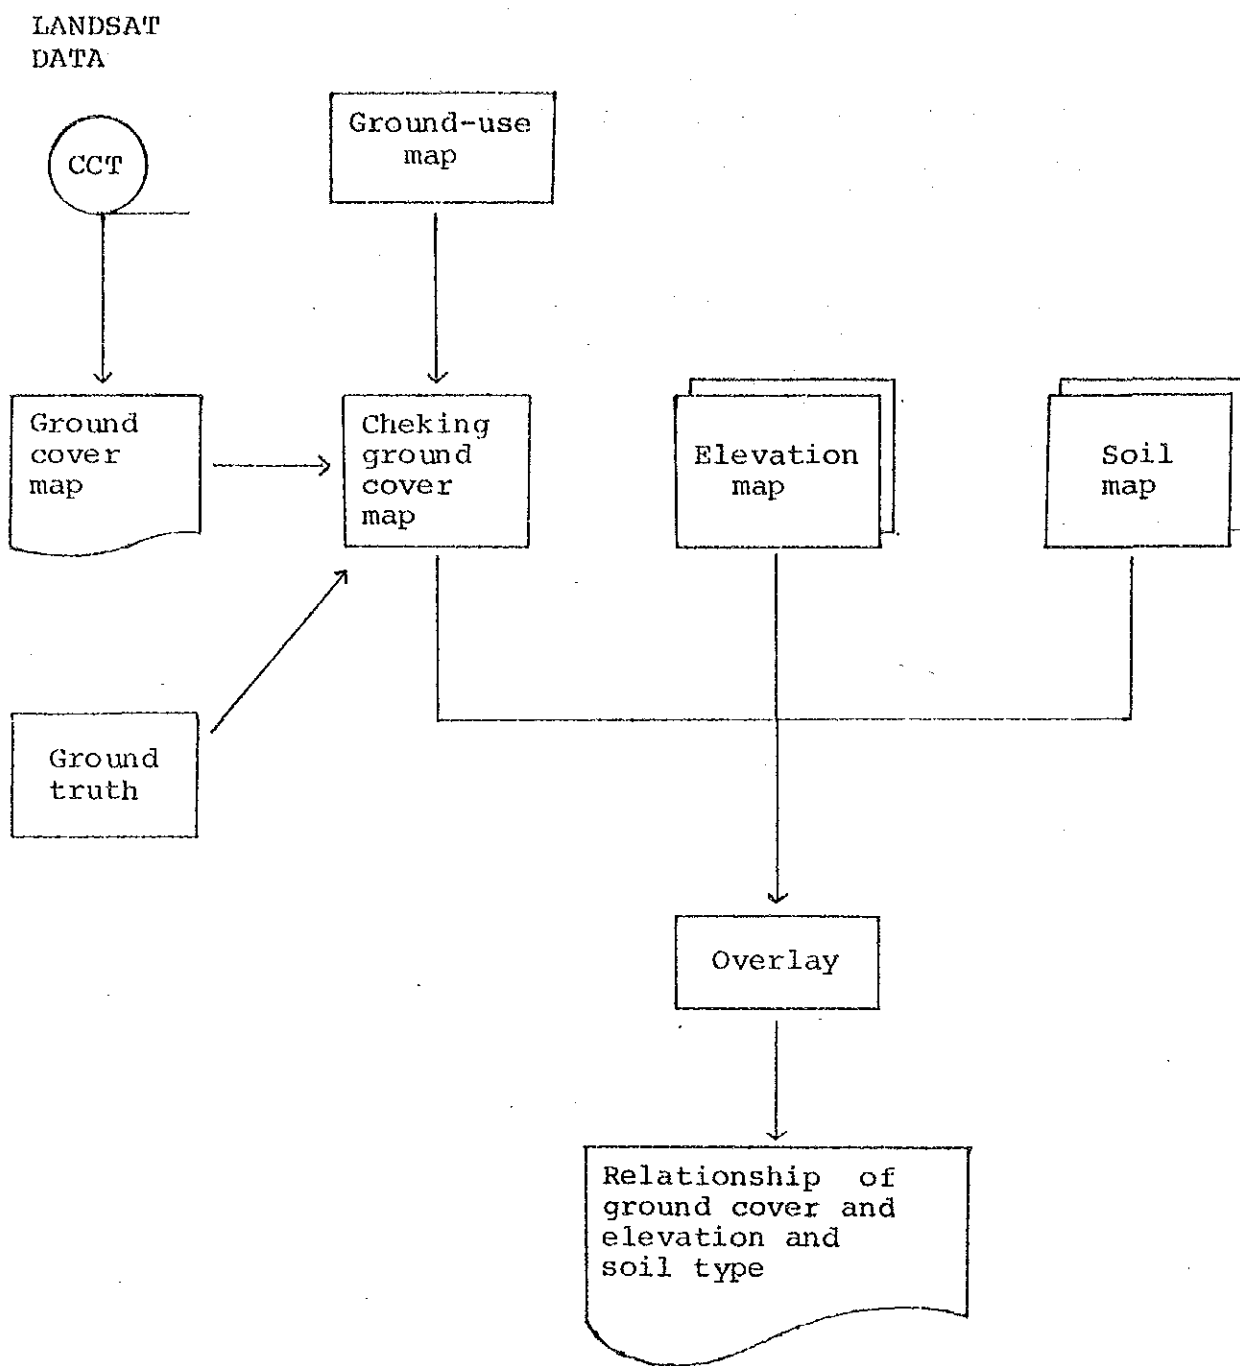 LANDSAT
DATA
CCT
Ground-use
map
Ground
cover
map
Cheking
ground
cover
map
Elevation
map
Soil
map
Ground
truth
Overlay
Relationship of
ground cover and
elevation and
soil type